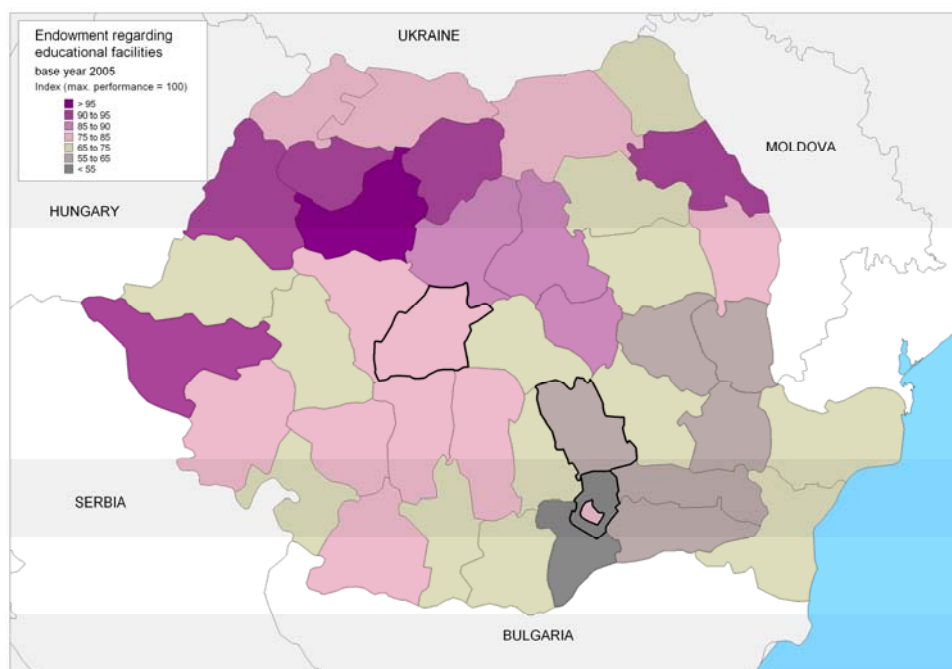 Endowment regarding
educational facilities
base year 2005
Index (max. performance = 100)
> 95
90 to 95
85 to 90
75 to 85
65 to 75
55 to 65
< 55
UKRAINE
MOLDOVA
HUNGARY
SERBIA
BULGARIA